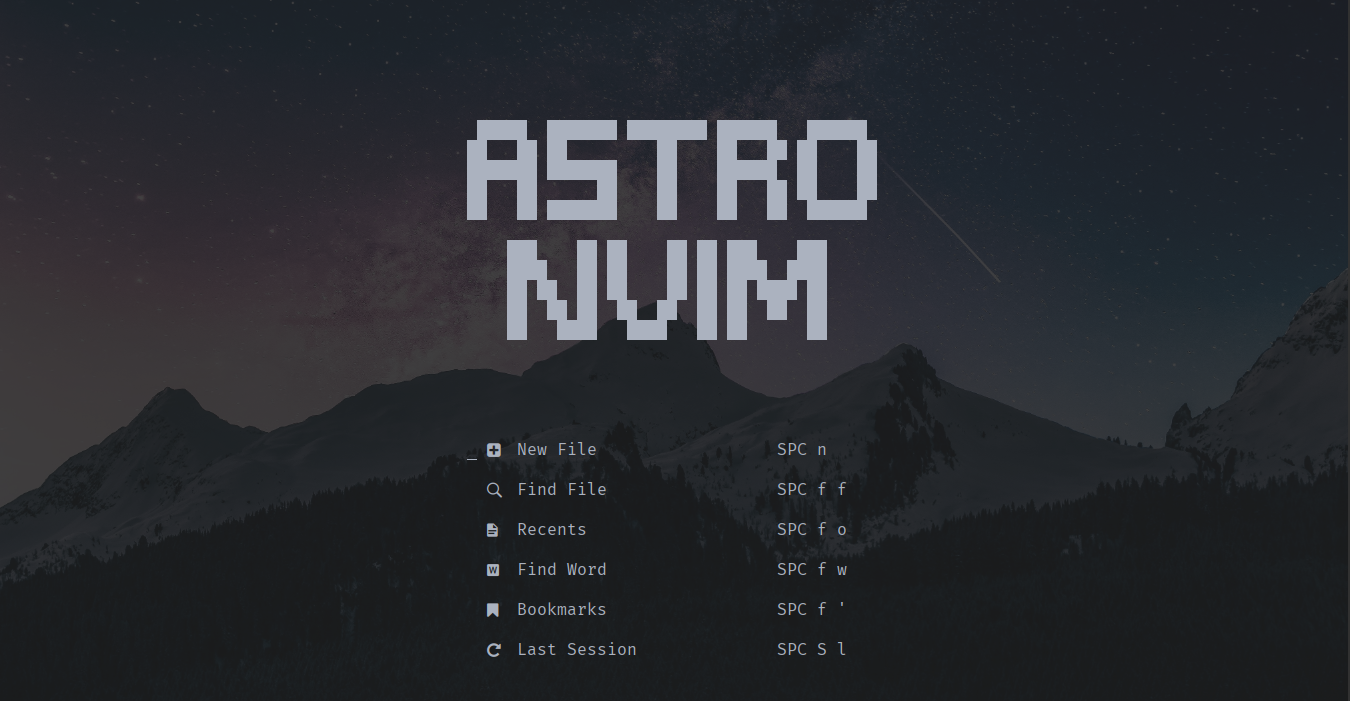 ASTRO
NVIM
New File SPC n
Find File SPC f f
Recents SPC f o
Find Word SPC f w
Bookmarks SPC f '
Last Session SPC S l